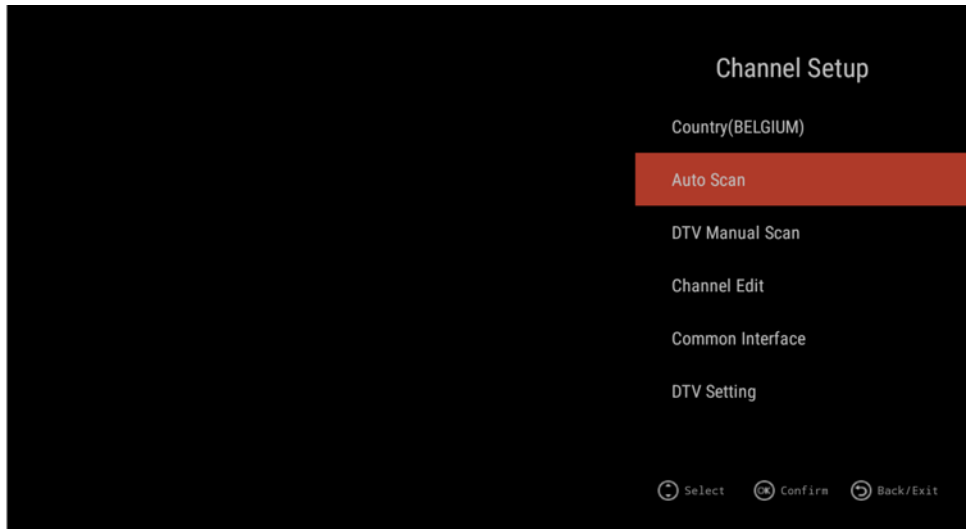 Channel Setup
Country(BELGIUM)
Auto Scan
DTV Manual Scan
Channel Edit
Common Interface
DTV Setting
Select OK Confirm Back/Exit